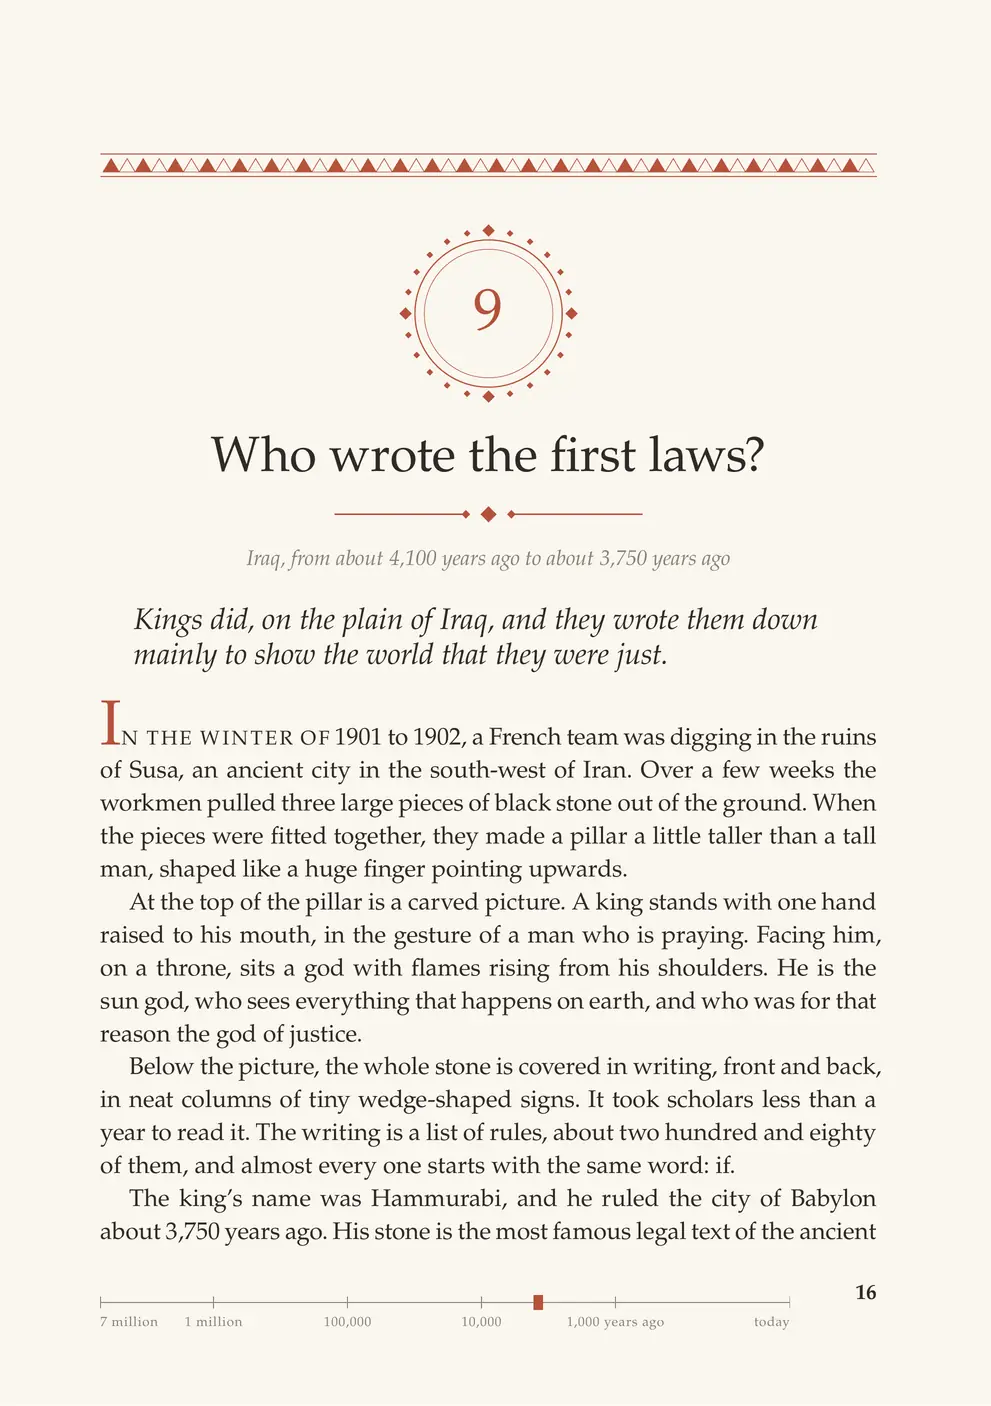 9
Who wrote the first laws?
Iraq, from about 4,100 years ago to about 3,750 years ago
Kings did, on the plain of Iraq, and they wrote them down
mainly to show the world that they were just.
IN THE WINTER OF 1901 to 1902, a French team was digging in the ruins
of Susa, an ancient city in the south-west of Iran. Over a few weeks the
workmen pulled three large pieces of black stone out of the ground. When
the pieces were fitted together, they made a pillar a little taller than a tall
man, shaped like a huge finger pointing upwards.
At the top of the pillar is a carved picture. A king stands with one hand
raised to his mouth, in the gesture of a man who is praying. Facing him,
on a throne, sits a god with flames rising from his shoulders. He is the
sun god, who sees everything that happens on earth, and who was for that
reason the god of justice.
Below the picture, the whole stone is covered in writing, front and back,
in neat columns of tiny wedge-shaped signs. It took scholars less than a
year to read it. The writing is a list of rules, about two hundred and eighty
of them, and almost every one starts with the same word: if.
The king’s name was Hammurabi, and he ruled the city of Babylon
about 3,750 years ago. His stone is the most famous legal text of the ancient
16
7 million 1 million 100,000 10,000 1,000 years ago today